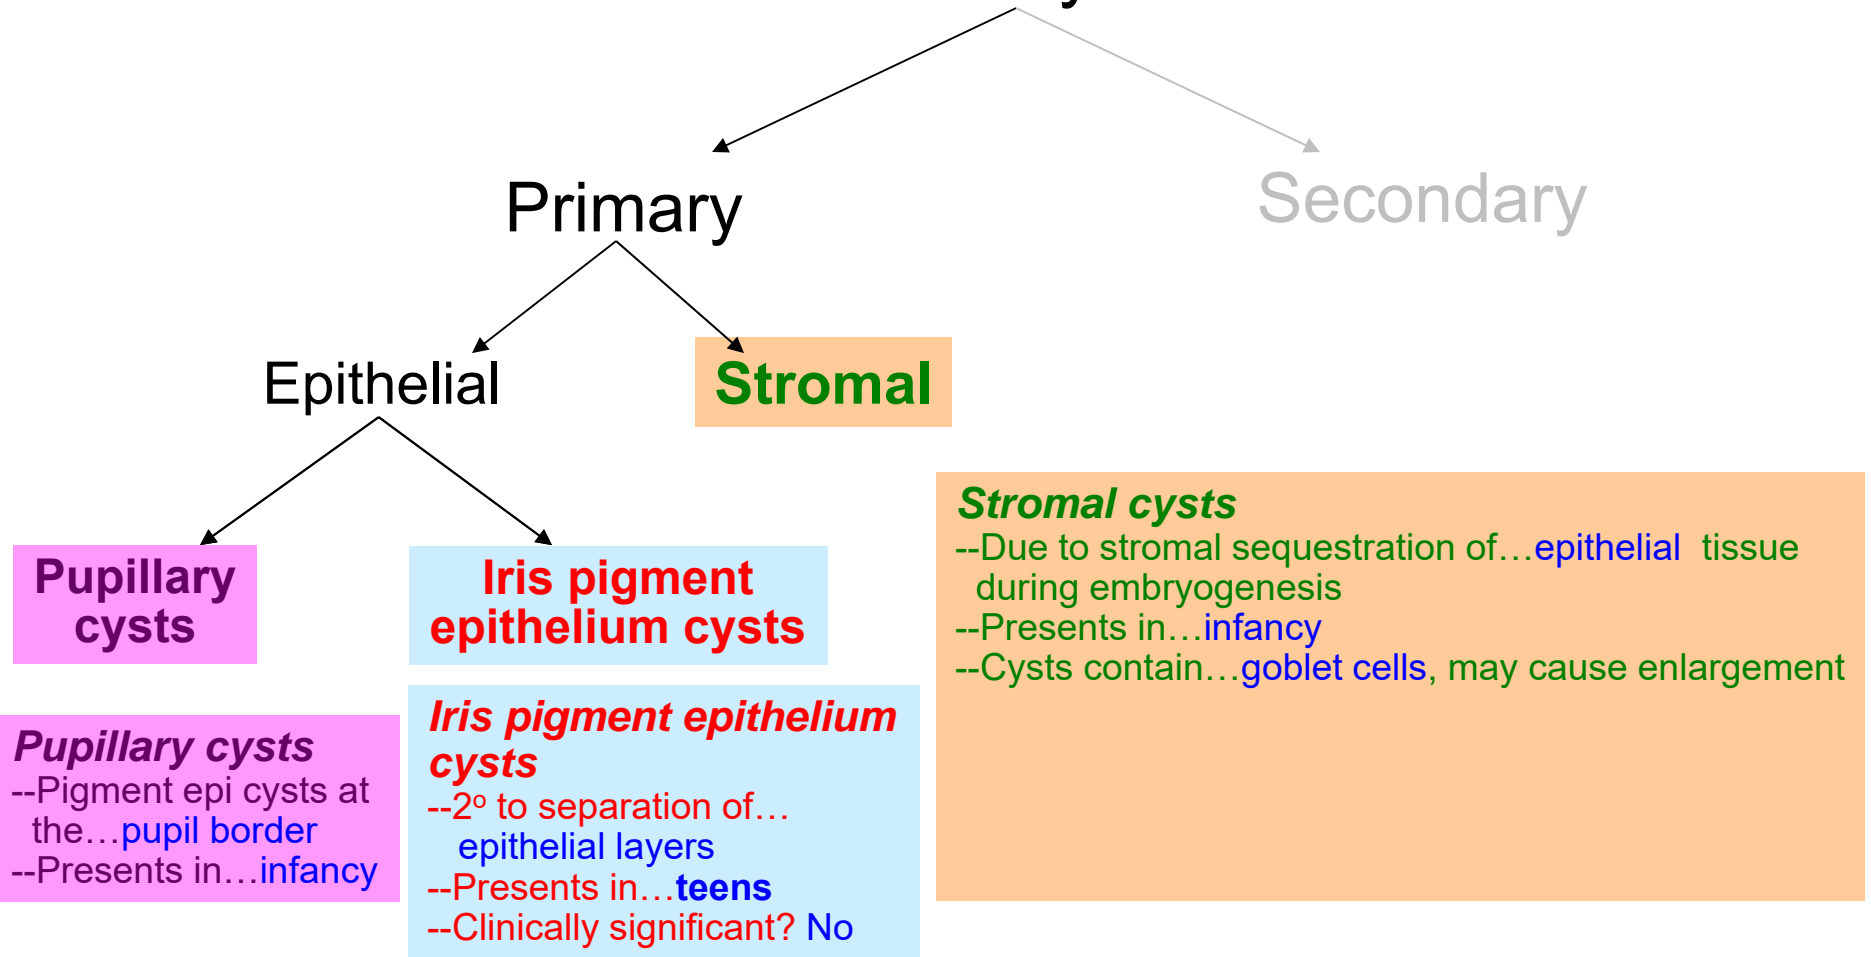 Primary
Secondary
Epithelial
Stromal
Pupillary
cysts
Iris pigment
epithelium cysts
Stromal cysts
--Due to stromal sequestration of…epithelial tissue
during embryogenesis
--Presents in…infancy
--Cysts contain…goblet cells, may cause enlargement
Pupillary cysts
--Pigment epi cysts at
the…pupil border
--Presents in…infancy
Iris pigment epithelium
cysts
--2º to separation of…
epithelial layers
--Presents in…teens
--Clinically significant? No